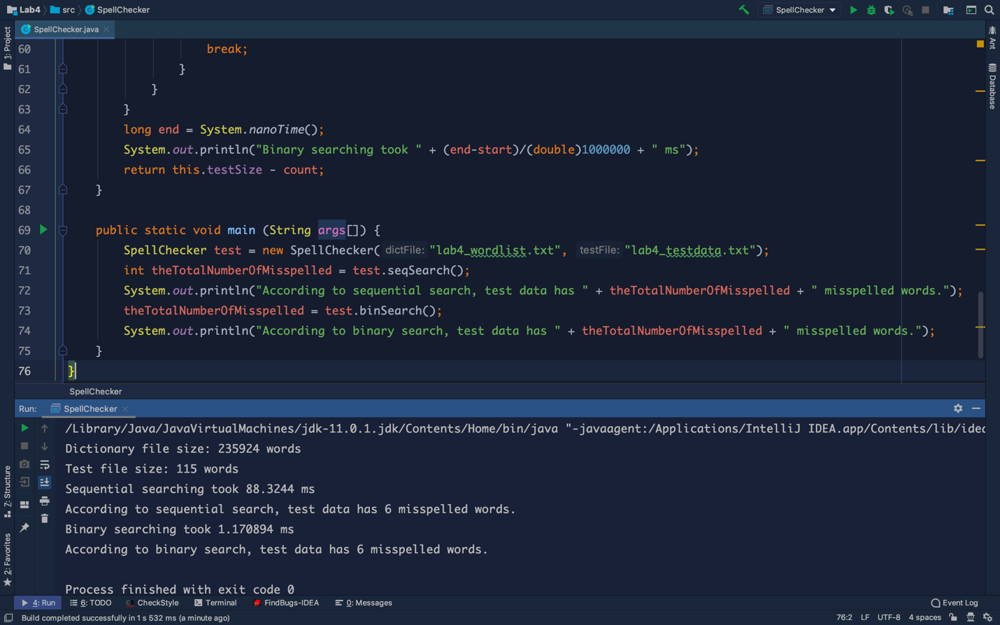 Lab4 src SpellChecker SpellChecker
SpellChecker.java
1: Project
Ant
Database
60 break;
61 }
62 }
63 }
64 long end = System.nanoTime();
65 System.out.println("Binary searching took " + (end-start)/(double)1000000 + " ms");
66 return this.testSize - count;
67 }
68
69 public static void main (String args[]) {
70 SpellChecker test = new SpellChecker( dictFile: "lab4_wordlist.txt", testFile: "lab4_testdata.txt");
71 int theTotalNumberOfMisspelled = test.seqSearch();
72 System.out.println("According to sequential search, test data has " + theTotalNumberOfMisspelled + " misspelled words.");
73 theTotalNumberOfMisspelled = test.binSearch();
74 System.out.println("According to binary search, test data has " + theTotalNumberOfMisspelled + " misspelled words.");
75 }
76 }
SpellChecker
Run: SpellChecker
/Library/Java/JavaVirtualMachines/jdk-11.0.1.jdk/Contents/Home/bin/java "-javaagent:/Applications/IntelliJ IDEA.app/Contents/lib/idea
Dictionary file size: 235924 words
Test file size: 115 words
Sequential searching took 88.3244 ms
According to sequential search, test data has 6 misspelled words.
Binary searching took 1.170894 ms
According to binary search, test data has 6 misspelled words.
Process finished with exit code 0
Z: Structure
2: Favorites
4: Run 6: TODO CheckStyle Terminal FindBugs-IDEA 0: Messages Event Log
Build completed successfully in 1 s 532 ms (a minute ago) 76:2 LF UTF-8 4 spaces